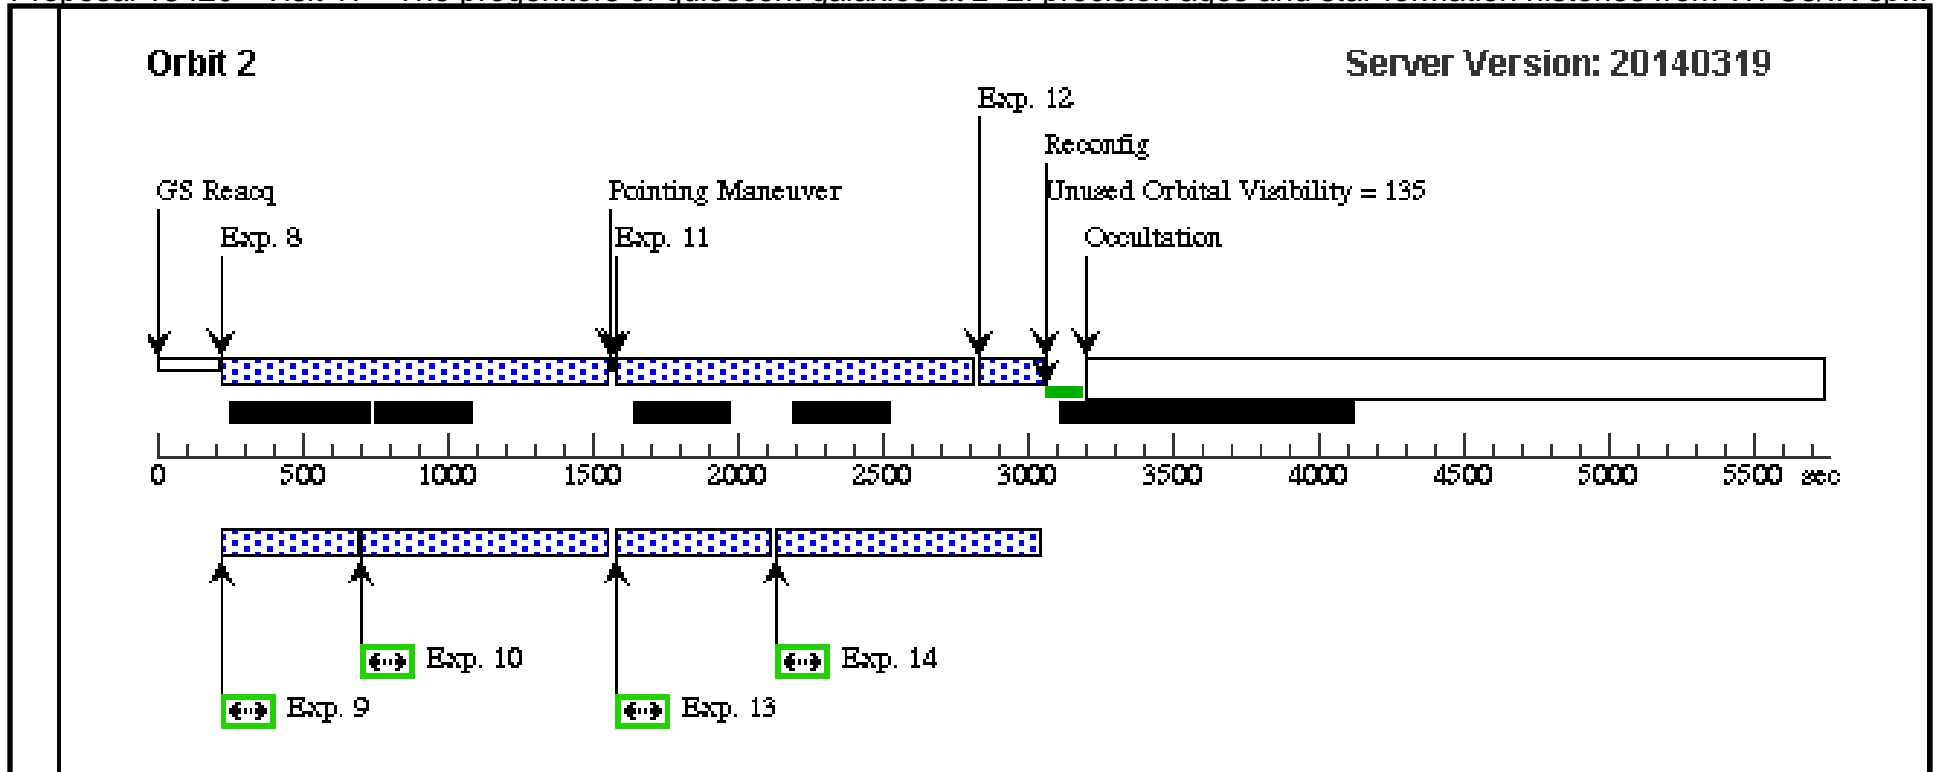 Orbit 2
Server Version: 20140319
Exp. 12
Reconfig
GS Reacq
Pointing Maneuver
Unused Orbital Visibility = 135
Exp. 8
Exp. 11
Occultation
0 500 1000 1500 2000 2500 3000 3500 4000 4500 5000 5500 sec
Exp. 10
Exp. 14
Exp. 9
Exp. 13